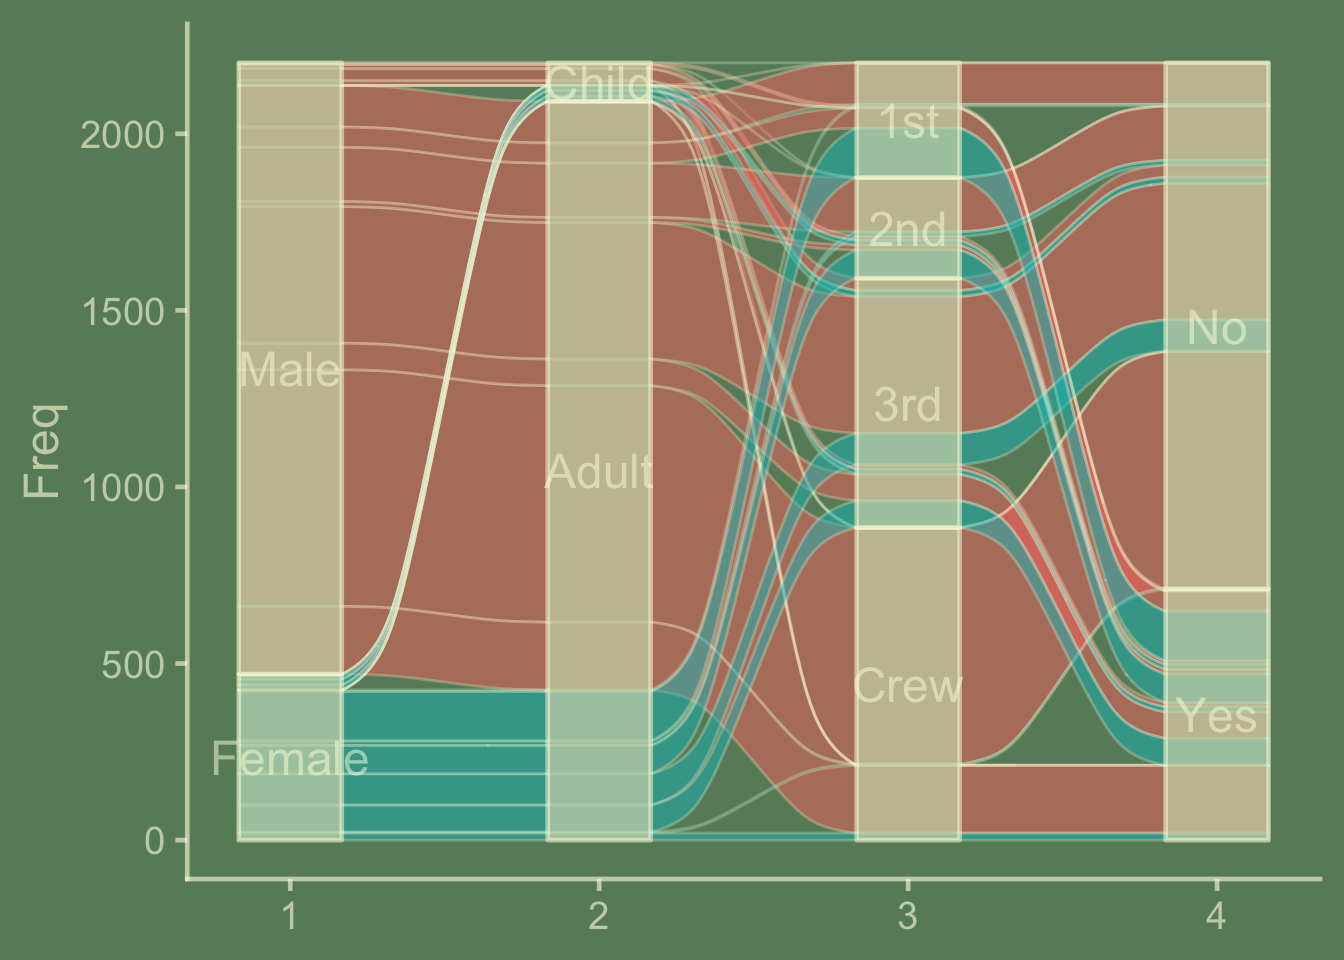 Freq
2000
1500
1000
500
0
1
2
3
4
Male
Female
Child
Adult
1st
2nd
3rd
Crew
No
Yes